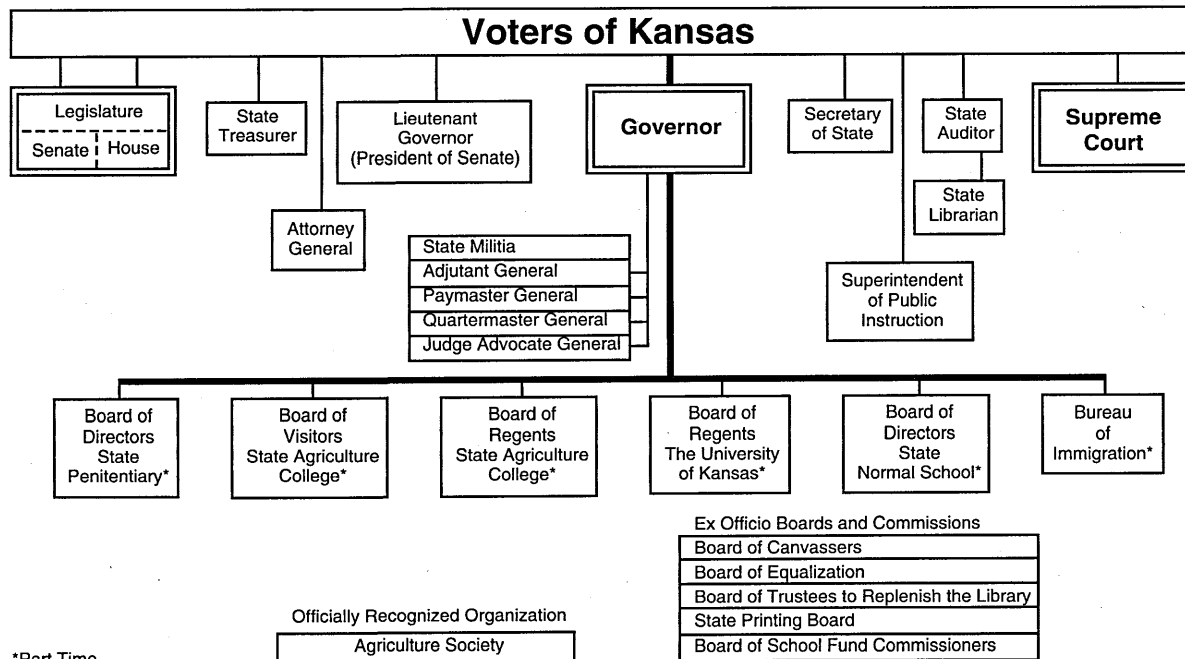 Voters of Kansas
Legislature
Senate
House
State
Treasurer
Lieutenant
Governor
(President of Senate)
Governor
Secretary
of State
State
Auditor
Supreme
Court
Attorney
General
State
Librarian
State Militia
Adjutant General
Paymaster General
Quartermaster General
Judge Advocate General
Superintendent
of Public
Instruction
Board of
Directors
State
Penitentiary*
Board of
Visitors
State Agriculture
College*
Board of
Regents
State Agriculture
College*
Board of
Regents
The University
of Kansas*
Board of
Directors
State
Normal School*
Bureau
of
Immigration*
Ex Officio Boards and Commissions
Board of Canvassers
Board of Equalization
Board of Trustees to Replenish the Library
State Printing Board
Board of School Fund Commissioners
Officially Recognized Organization
Agriculture Society
*Part Time